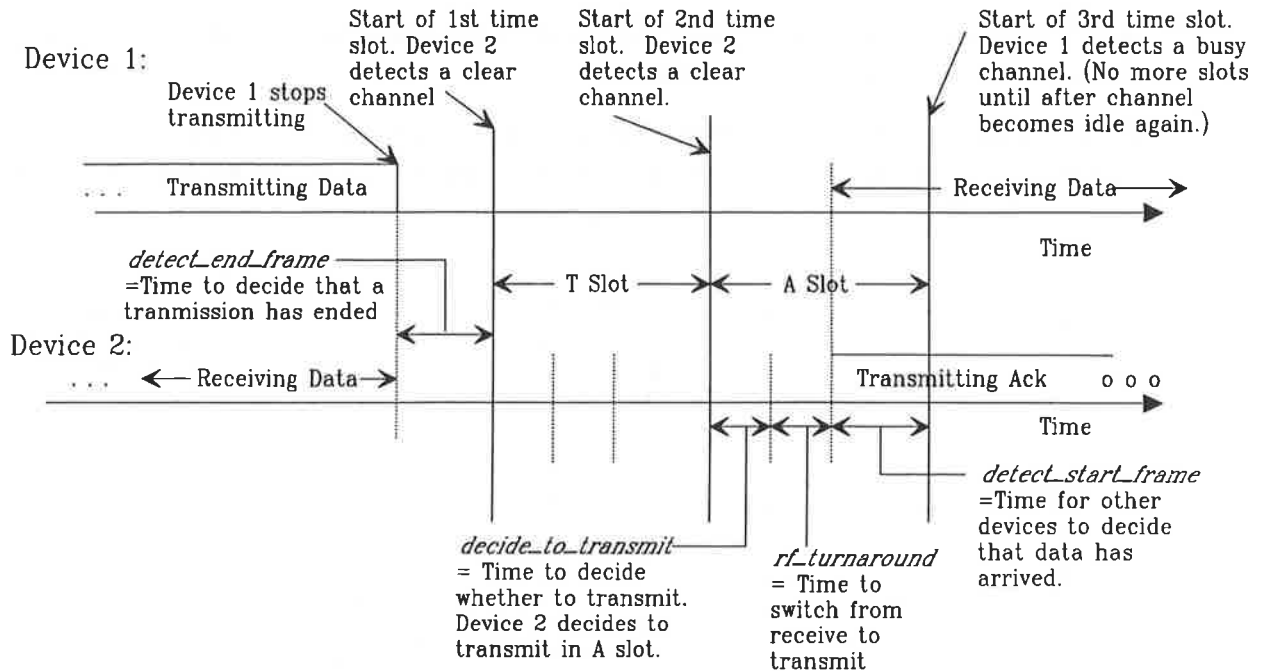 Device 1:
Device 1 stops
transmitting
Start of 1st time
slot. Device 2
detects a clear
channel
Start of 2nd time
slot. Device 2
detects a clear
channel.
Start of 3rd time slot.
Device 1 detects a busy
channel. (No more slots
until after channel
becomes idle again.)
. . . Transmitting Data
Receiving Data
Time
detect_end_frame
=Time to decide that a
tranmission has ended
T Slot
A Slot
Device 2:
. . . Receiving Data
Transmitting Ack o o o
Time
decide_to_transmit
= Time to decide
whether to transmit.
Device 2 decides to
transmit in A slot.
rf_turnaround
= Time to
switch from
receive to
transmit
detect_start_frame
=Time for other
devices to decide
that data has
arrived.